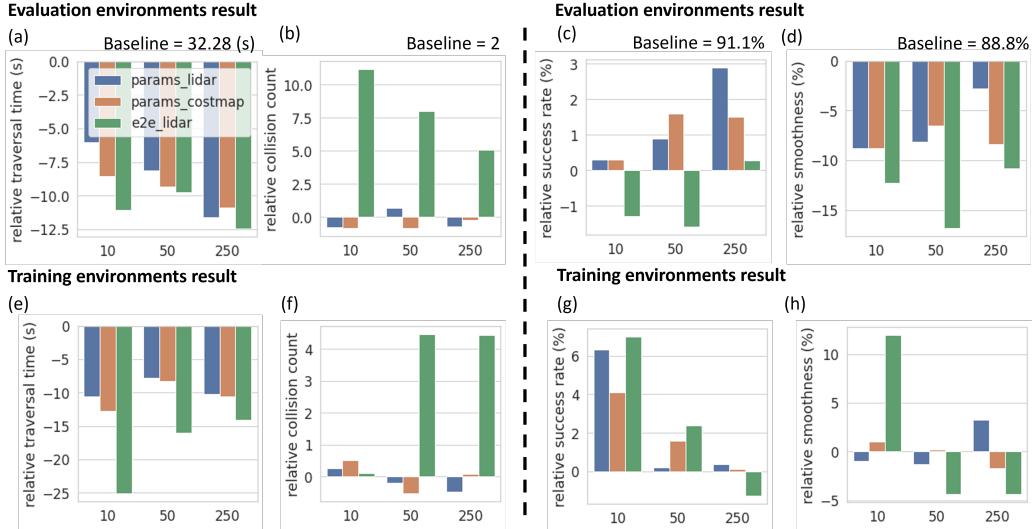 Evaluation environments result
Evaluation environments result
(a)
Baseline = 32.28 (s)
(b)
Baseline = 2
(c)
Baseline = 91.1%
(d)
Baseline = 88.8%
relative traversal time (s)
0.0
−2.5
−5.0
−7.5
−10.0
−12.5
params_lidar
params_costmap
e2e_lidar
10 50 250
relative collision count
10.0
7.5
5.0
2.5
0.0
10 50 250
relative success rate (%)
3
2
1
0
−1
10 50 250
relative smoothness (%)
0
−5
−10
−15
10 50 250
Training environments result
Training environments result
(e)
(f)
(g)
(h)
relative traversal time (s)
0
−5
−10
−15
−20
−25
10 50 250
relative collision count
4
3
2
1
0
10 50 250
relative success rate (%)
6
4
2
0
10 50 250
relative smoothness (%)
10
5
0
−5
10 50 250